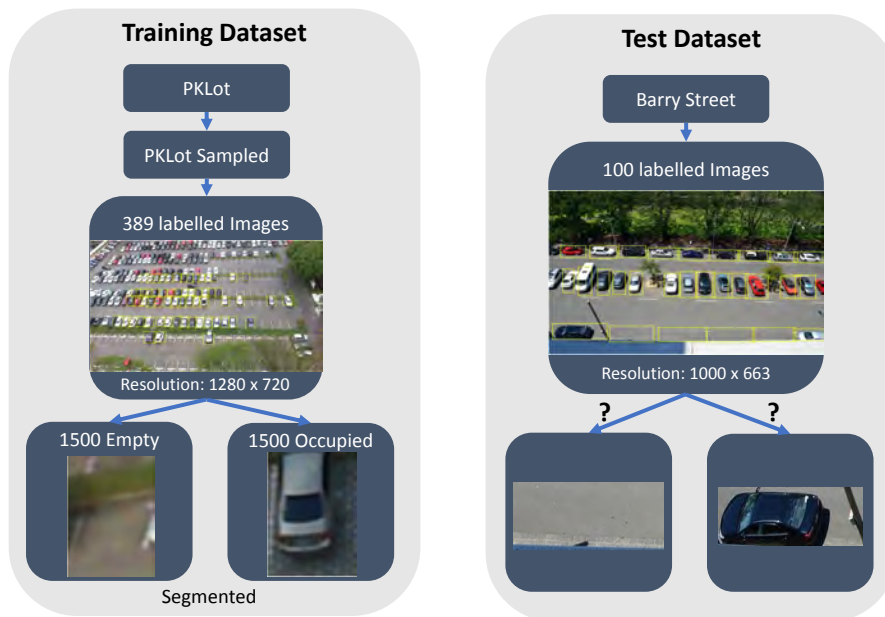 Training Dataset
PKLot
PKLot Sampled
389 labelled Images
Resolution: 1280 x 720
1500 Empty
1500 Occupied
Segmented
Test Dataset
Barry Street
100 labelled Images
Resolution: 1000 x 663
?
?